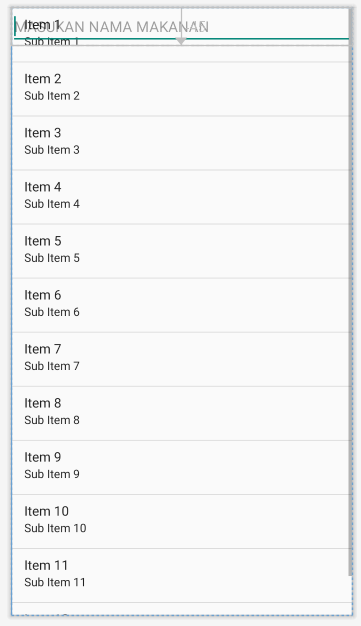 Item 1
MASUKAN NAMA MAKANAN
Sub Item 1
Item 2
Sub Item 2
Item 3
Sub Item 3
Item 4
Sub Item 4
Item 5
Sub Item 5
Item 6
Sub Item 6
Item 7
Sub Item 7
Item 8
Sub Item 8
Item 9
Sub Item 9
Item 10
Sub Item 10
Item 11
Sub Item 11